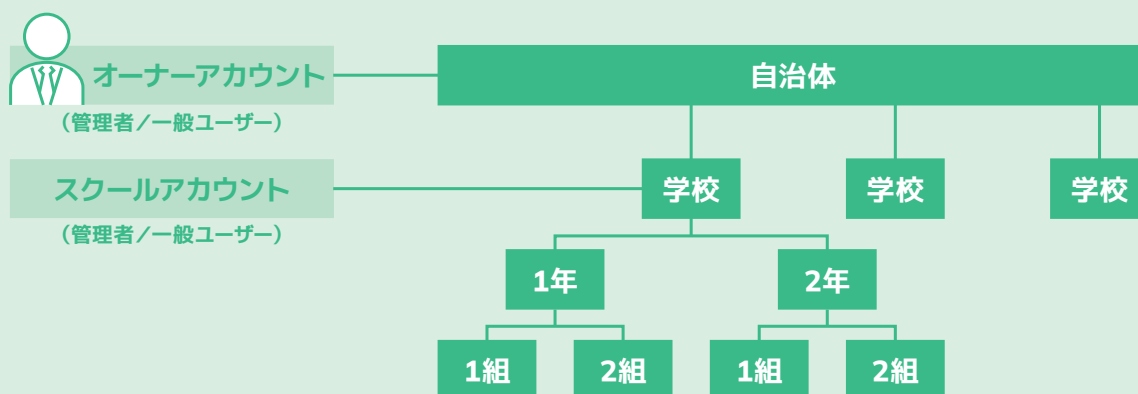 オーナーアカウント
自治体
（管理者／一般ユーザー）
スクールアカウント
学校
学校
学校
（管理者／一般ユーザー）
1年
2年
1組
2組
1組
2組